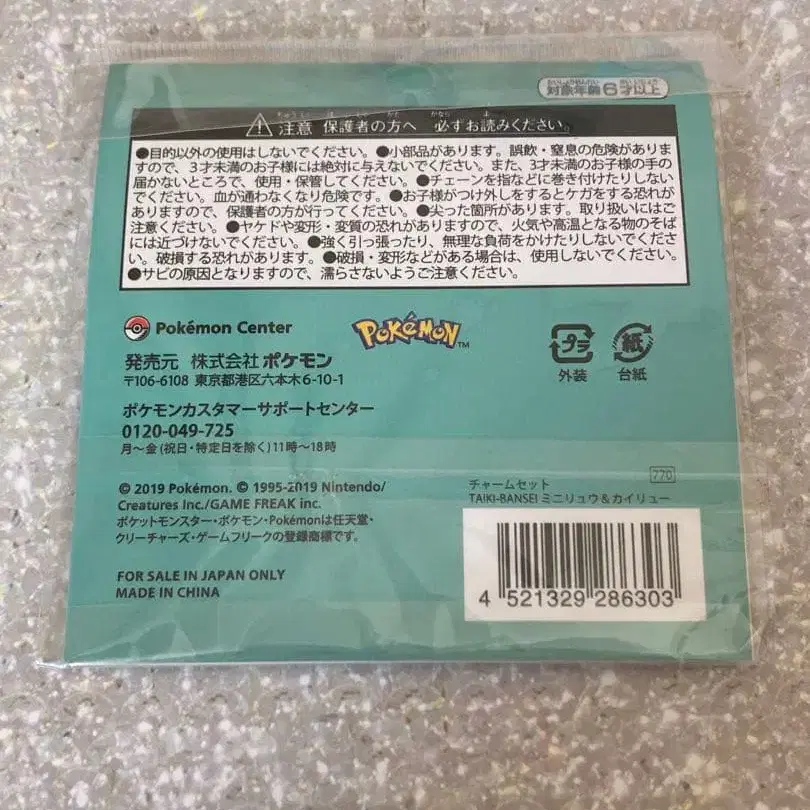 対象年齢6才以上
注意 保護者の方へ 必ずお読みください。
●目的以外の使用はしないでください。●小部品があります。誤飲・窒息の危険がありま
すので、3才未満のお子様には絶対に与えないでください。また、3才未満のお子様の手の
届かないところで、使用・保管してください。●チェーンを指などに巻き付けたりしない
でください。血が通わなくなり危険です。●お子様がつけ外しをするとケガをする恐れが
ありますので、保護者の方が行ってください。●尖った箇所があります。取り扱いにはご
注意ください。●ヤケドや変形・変質の恐れがありますので、火気や高温となる物のそば
には近づけないでください。●強く引っ張ったり、無理な負荷をかけたりしないでくださ
い。破損する恐れがあります。●破損・変形などがある場合は、使用しないでください。
●サビの原因となりますので、濡らさないようご注意ください。
Pokémon Center
POKéMON™
プラ
外装
紙
台紙
発売元 株式会社 ポケモン
〒106-6108 東京都港区六本木6-10-1
ポケモンカスタマーサポートセンター
0120-049-725
月〜金(祝日・特定日を除く)11時〜18時
© 2019 Pokémon. © 1995-2019 Nintendo/
Creatures Inc./GAME FREAK inc.
ポケットモンスター・ポケモン・Pokémonは任天堂・
クリーチャーズ・ゲームフリークの登録商標です。
FOR SALE IN JAPAN ONLY
MADE IN CHINA
770
チャームセット
TAIKI-BANSEI ミニリュウ&カイリュー
4 521329 286303